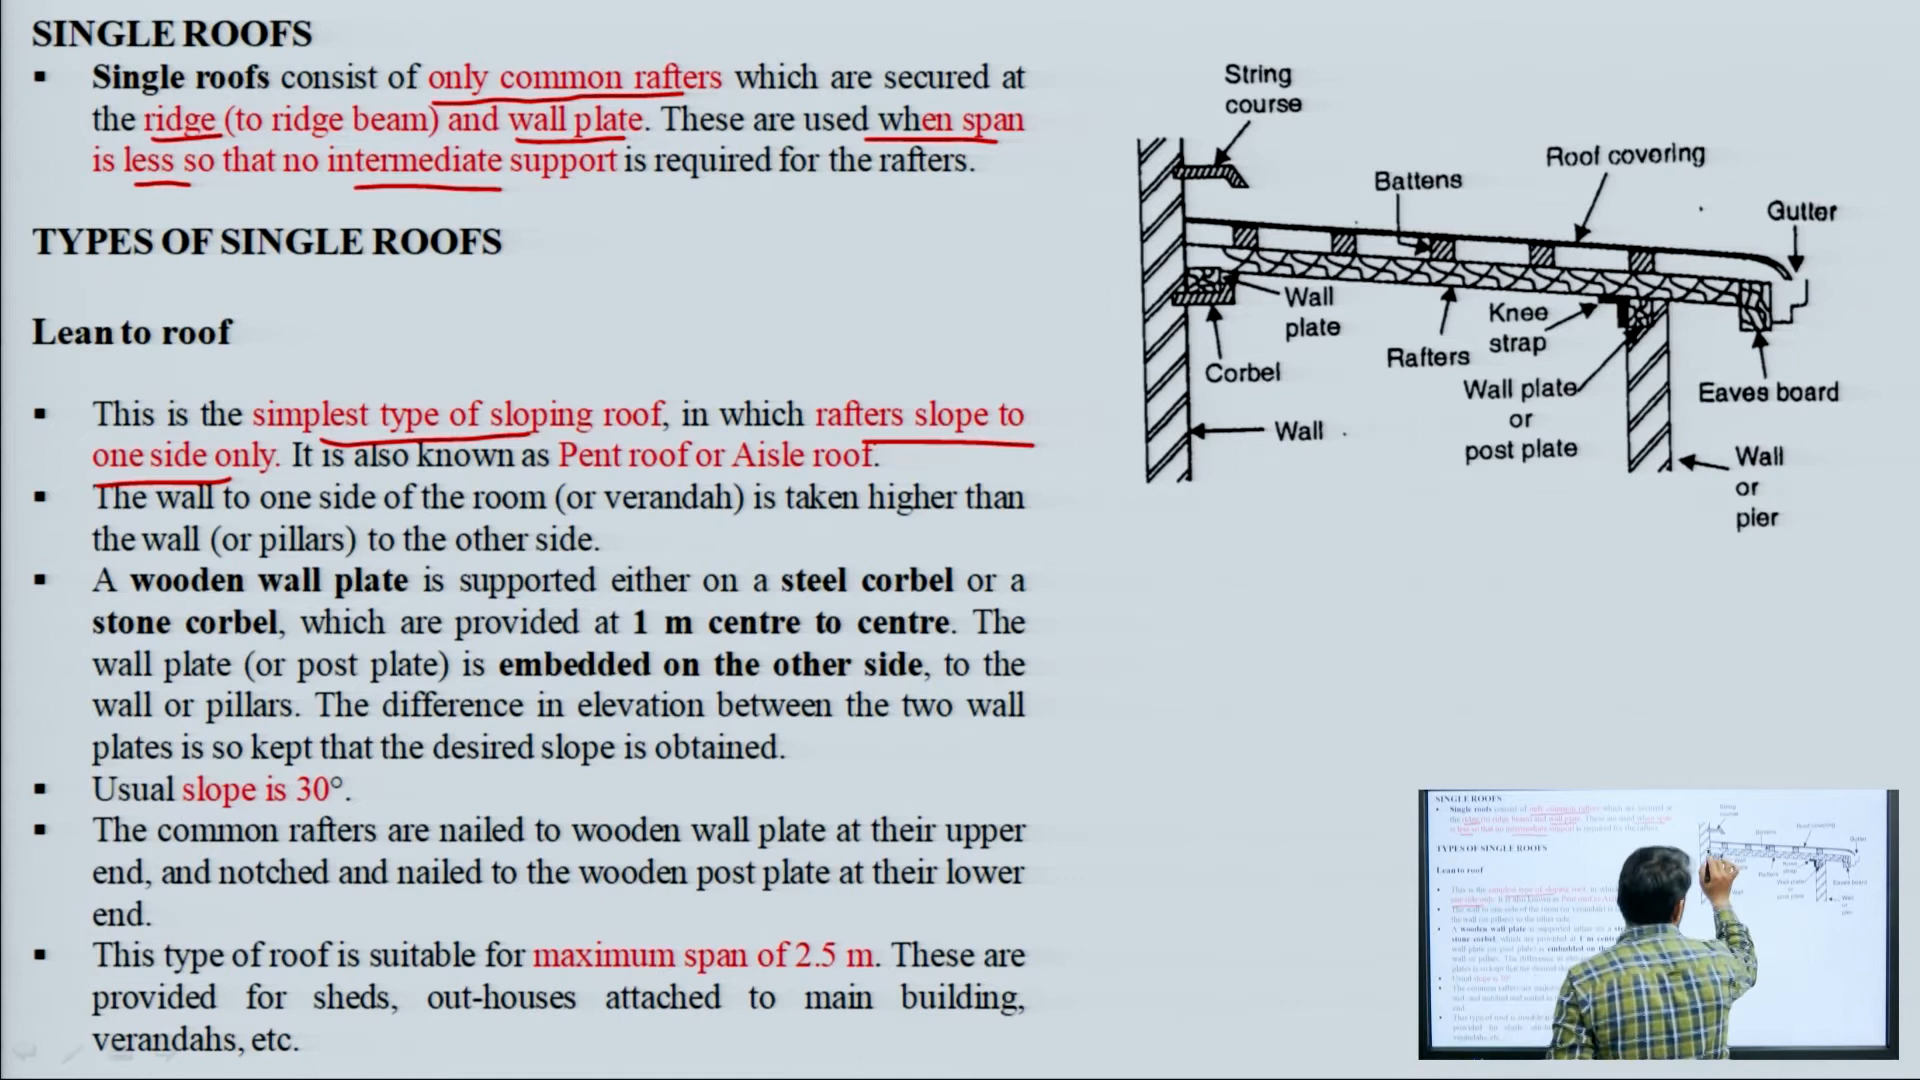 SINGLE ROOFS
▪ Single roofs consist of only common rafters which are secured at
the ridge (to ridge beam) and wall plate. These are used when span
is less so that no intermediate support is required for the rafters.
TYPES OF SINGLE ROOFS
Lean to roof
▪ This is the simplest type of sloping roof, in which rafters slope to
one side only. It is also known as Pent roof or Aisle roof.
▪ The wall to one side of the room (or verandah) is taken higher than
the wall (or pillars) to the other side.
▪ A wooden wall plate is supported either on a steel corbel or a
stone corbel, which are provided at 1 m centre to centre. The
wall plate (or post plate) is embedded on the other side, to the
wall or pillars. The difference in elevation between the two wall
plates is so kept that the desired slope is obtained.
▪ Usual slope is 30°.
▪ The common rafters are nailed to wooden wall plate at their upper
end, and notched and nailed to the wooden post plate at their lower
end.
▪ This type of roof is suitable for maximum span of 2.5 m. These are
provided for sheds, out-houses attached to main building,
verandahs, etc.
String
course
Battens
Roof covering
Gutter
Wall
plate
Corbel
Wall
Rafters
Knee
strap
Wall plate
or
post plate
Eaves board
Wall
or
pier
SINGLE ROOFS
TYPES OF SINGLE ROOFS
Lean to roof